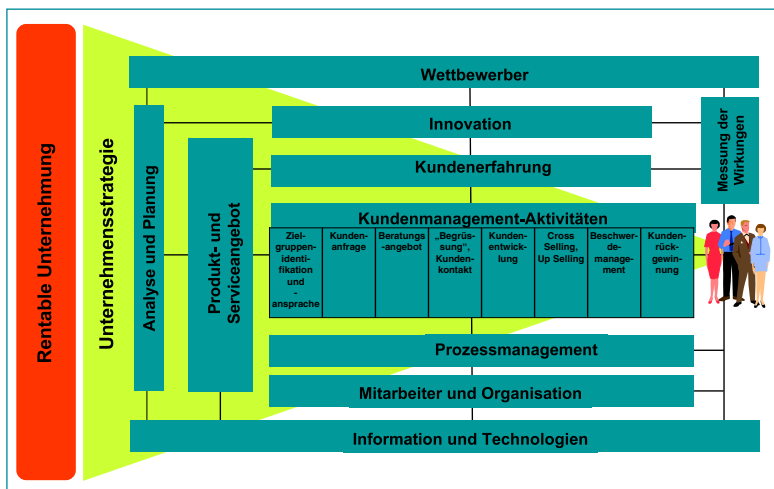 Rentable Unternehmung
Unternehmensstrategie
Wettbewerber
Analyse und Planung
Produkt- und
Serviceangebot
Innovation
Kundenerfahrung
Messung der
Wirkungen
Kundenmanagement-Aktivitäten
Ziel-
gruppen-
identi-
fikation
und
-
ansprache
Kunden-
anfrage
Beratungs
-angebot
„Begrüs-
sung“,
Kunden-
kontakt
Kunden-
entwick-
lung
Cross
Selling,
Up Selling
Beschwer-
de-
manage-
ment
Kunden-
rück-
gewin-
nung
Prozessmanagement
Mitarbeiter und Organisation
Information und Technologien